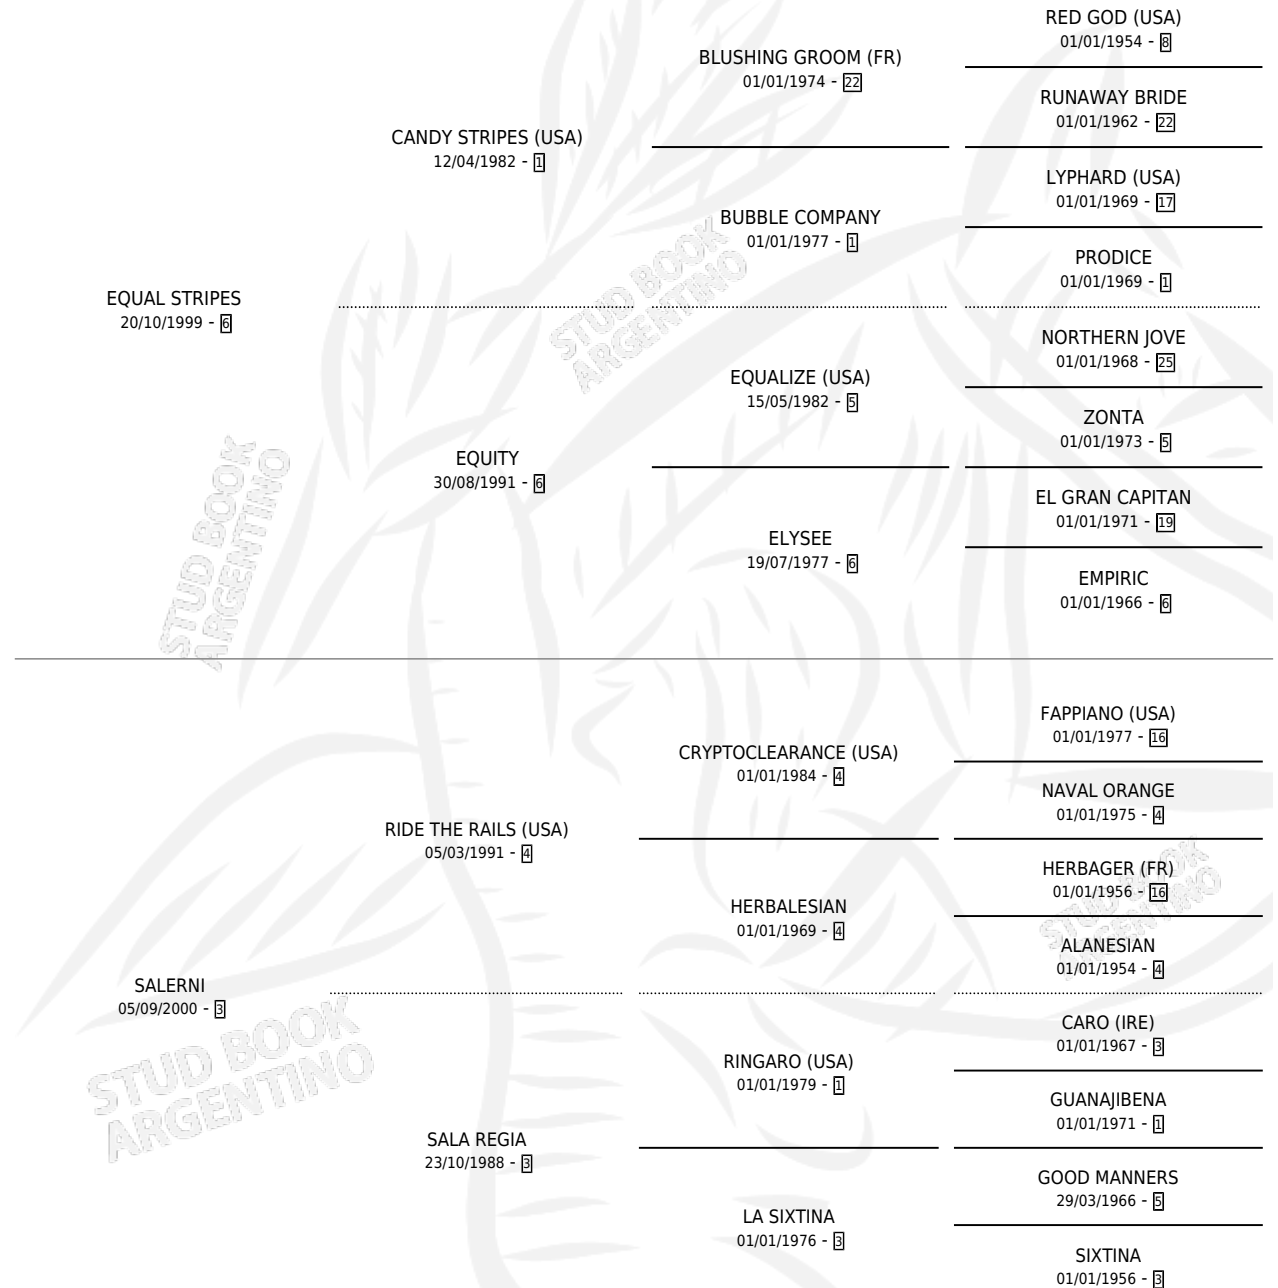 RED GOD (USA)
01/01/1954 - 8
BLUSHING GROOM (FR)
01/01/1974 - 22
RUNAWAY BRIDE
01/01/1962 - 22
CANDY STRIPES (USA)
12/04/1982 - 1
LYPHARD (USA)
01/01/1969 - 17
BUBBLE COMPANY
01/01/1977 - 1
PRODICE
01/01/1969 - 1
EQUAL STRIPES
20/10/1999 - 6
NORTHERN JOVE
01/01/1968 - 25
EQUALIZE (USA)
15/05/1982 - 5
ZONTA
01/01/1973 - 5
EQUITY
30/08/1991 - 6
EL GRAN CAPITAN
01/01/1971 - 19
ELYSEE
19/07/1977 - 6
EMPIRIC
01/01/1966 - 6
FAPPIANO (USA)
01/01/1977 - 16
CRYPTOCLEARANCE (USA)
01/01/1984 - 4
NAVAL ORANGE
01/01/1975 - 4
RIDE THE RAILS (USA)
05/03/1991 - 4
HERBAGER (FR)
01/01/1956 - 16
HERBALESIAN
01/01/1969 - 4
ALANESIAN
01/01/1954 - 4
SALERNI
05/09/2000 - 3
CARO (IRE)
01/01/1967 - 3
RINGARO (USA)
01/01/1979 - 1
GUANAJIBENA
01/01/1971 - 1
SALA REGIA
23/10/1988 - 3
GOOD MANNERS
29/03/1966 - 5
LA SIXTINA
01/01/1976 - 3
SIXTINA
01/01/1956 - 3
STUD BOOK
ARGENTINO
STUD BOOK
ARGENTINO
STUD BOOK
ARGENTINO
STUD BOOK
ARGENTINO